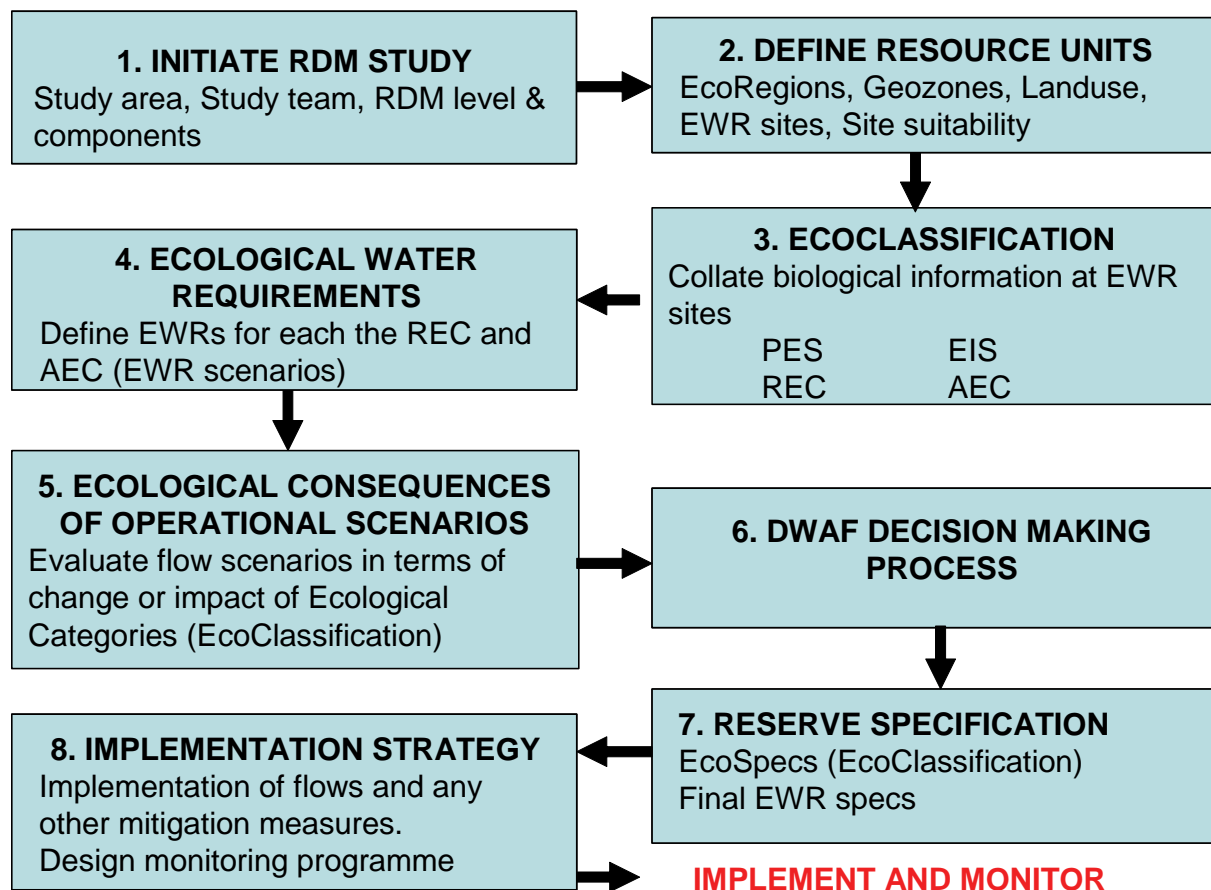 1. INITIATE RDM STUDY
Study area, Study team, RDM level &
components
2. DEFINE RESOURCE UNITS
EcoRegions, Geozones, Landuse,
EWR sites, Site suitability
3. ECOCLASSIFICATION
Collate biological information at EWR
sites
PES EIS
REC AEC
4. ECOLOGICAL WATER
REQUIREMENTS
Define EWRs for each the REC and
AEC (EWR scenarios)
5. ECOLOGICAL CONSEQUENCES
OF OPERATIONAL SCENARIOS
Evaluate flow scenarios in terms of
change or impact of Ecological
Categories (EcoClassification)
6. DWAF DECISION MAKING
PROCESS
7. RESERVE SPECIFICATION
EcoSpecs (EcoClassification)
Final EWR specs
8. IMPLEMENTATION STRATEGY
Implementation of flows and any
other mitigation measures.
Design monitoring programme
IMPLEMENT AND MONITOR